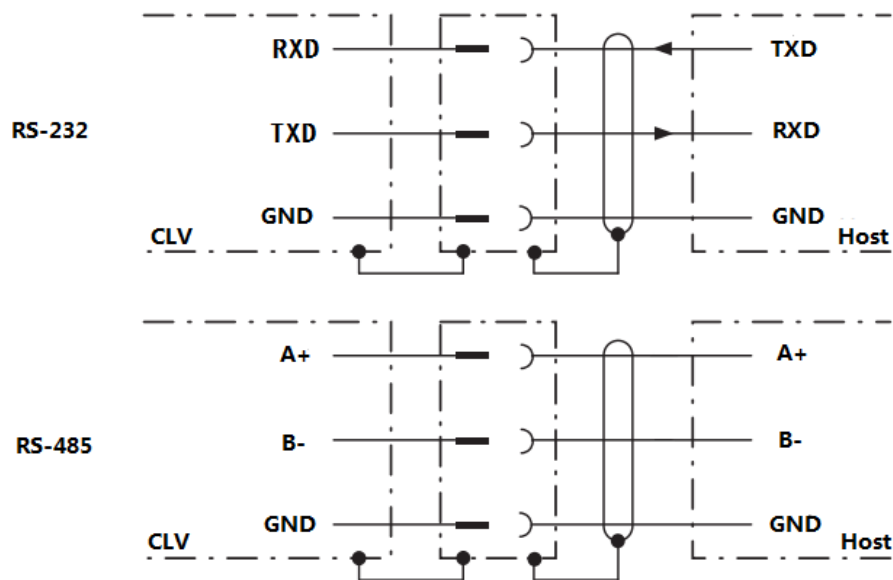 RXD TXD
RS-232 TXD RXD
GND GND
CLV Host
A+ A+
RS-485 B- B-
GND GND
CLV Host